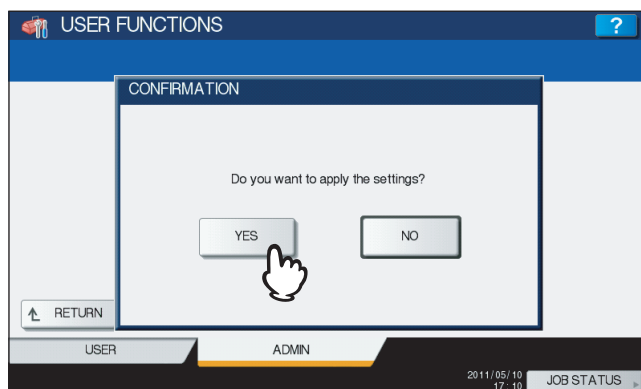 USER FUNCTIONS
?
CONFIRMATION
Do you want to apply the settings?
YES
NO
RETURN
USER
ADMIN
2011/05/10
17:10
JOB STATUS